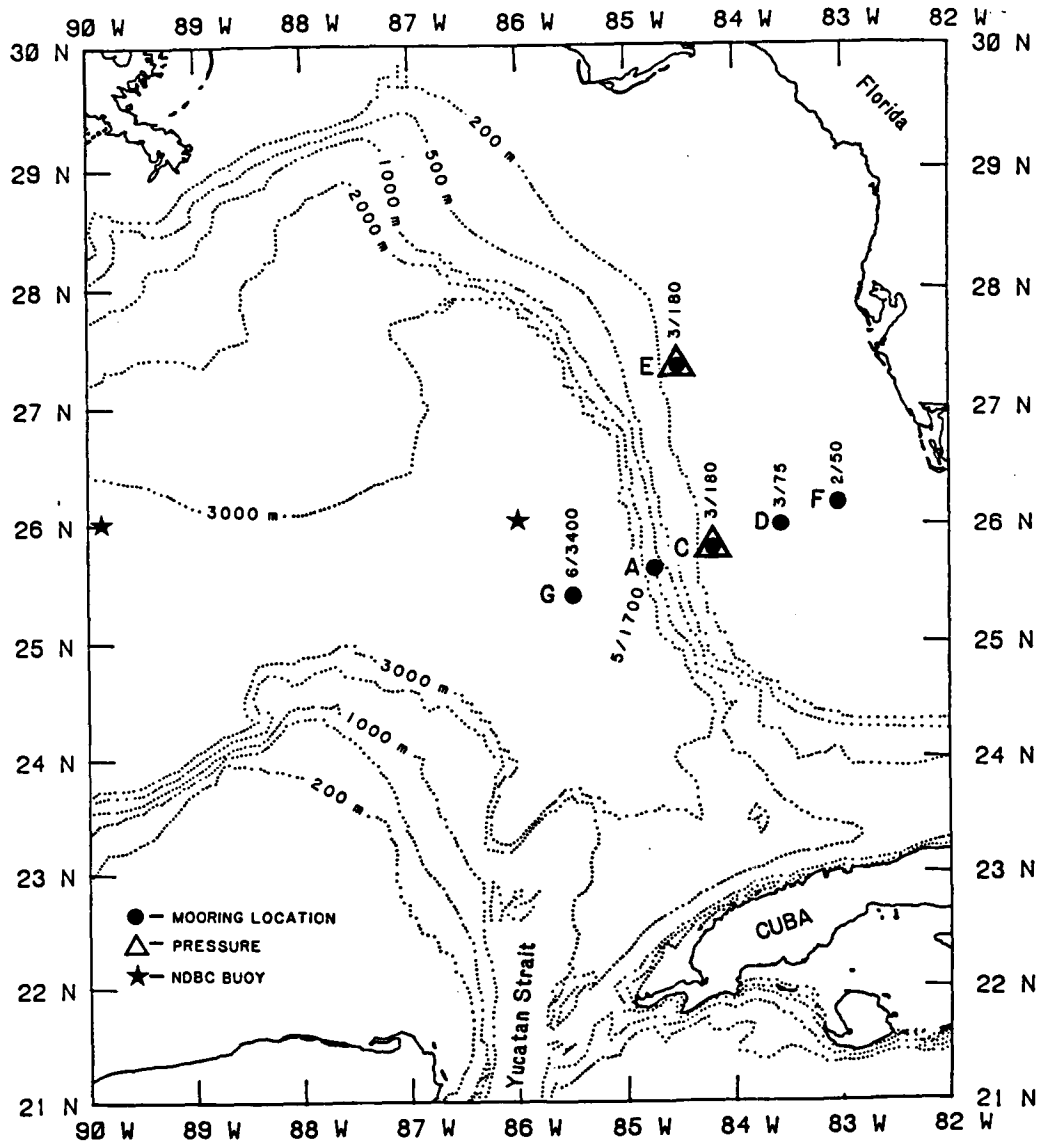 90 W 89 W 88 W 87 W 86 W 85 W 84 W 83 W 82 W
30 N 30 N
Florida
200 m
29 N 29 N
500 m
1000 m
2000 m
28 N 28 N
3/180
E
27 N 27 N
3/180
3/75
F 2/50
3000 m
26 N 26 N
D
C
A
G 6/3400
5/1700
25 N 25 N
3000 m
1000 m
24 N 24 N
200 m
23 N 23 N
MOORING LOCATION
PRESSURE
NDBC BUOY
CUBA
22 N 22 N
Yucatan Strait
21 N 21 N
90 W 89 W 88 W 87 W 86 W 85 W 84 W 83 W 82 W